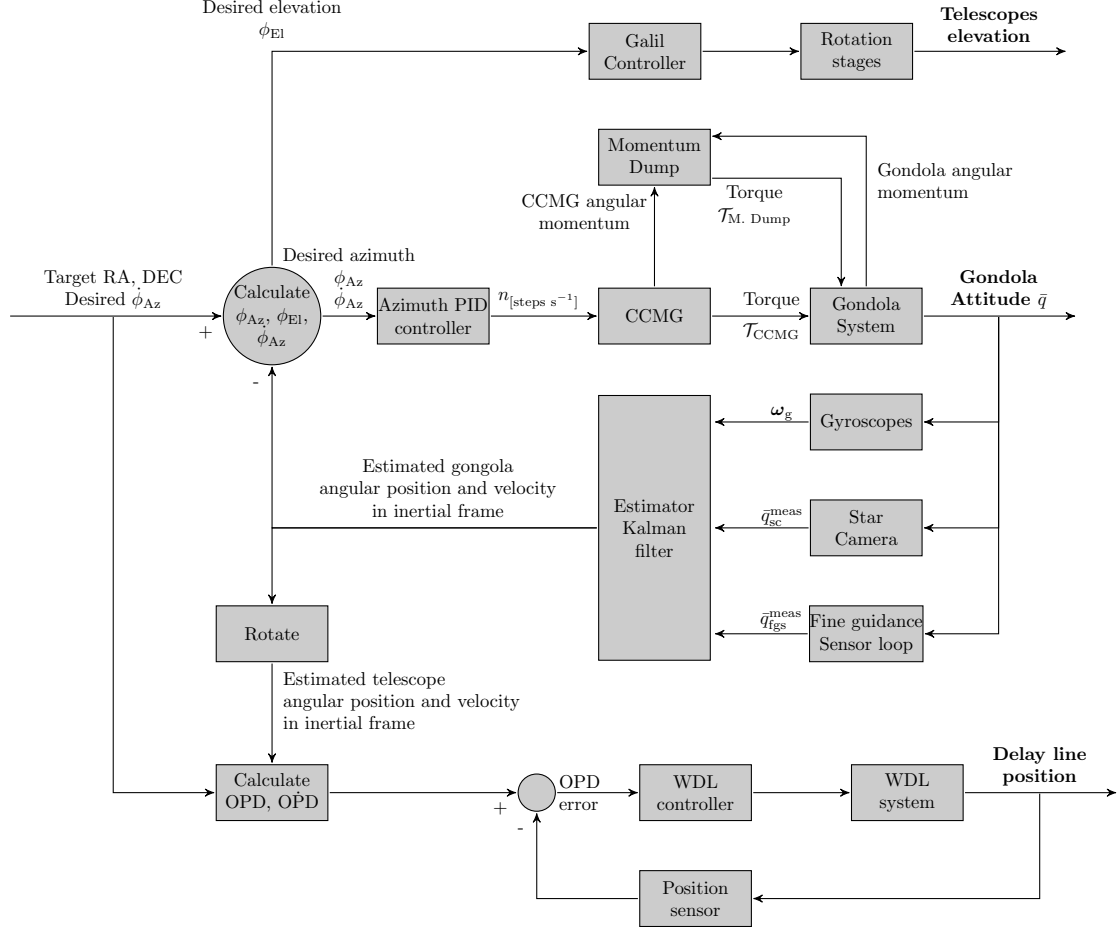 Desired elevation
ϕ_El
Galil
Controller
Rotation
stages
Telescopes
elevation
Momentum
Dump
Gondola angular
momentum
CCMG angular
momentum
Torque
𝒯_M. Dump
Target RA, DEC
Desired ϕ̇_Az
+
Calculate
ϕ_Az, ϕ_El,
ϕ̇_Az
-
Desired azimuth
ϕ_Az
ϕ̇_Az
Azimuth PID
controller
n_[steps s⁻¹]
CCMG
Torque
𝒯_CCMG
Gondola
System
Gondola
Attitude q̄
ω_g
Gyroscopes
Estimated gongola
angular position and velocity
in inertial frame
Estimator
Kalman
filter
q̄_sc^meas
Star
Camera
q̄_fgs^meas
Fine guidance
Sensor loop
Rotate
Estimated telescope
angular position and velocity
in inertial frame
Calculate
OPD, OṖD
+
-
OPD
error
WDL
controller
WDL
system
Delay line
position
Position
sensor